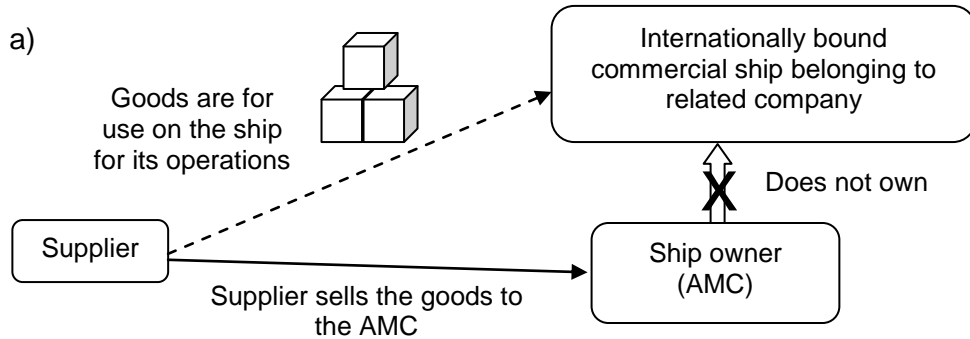 a)
Internationally bound
commercial ship belonging to
related company
Goods are for
use on the ship
for its operations
Does not own
Supplier
Ship owner
(AMC)
Supplier sells the goods to
the AMC